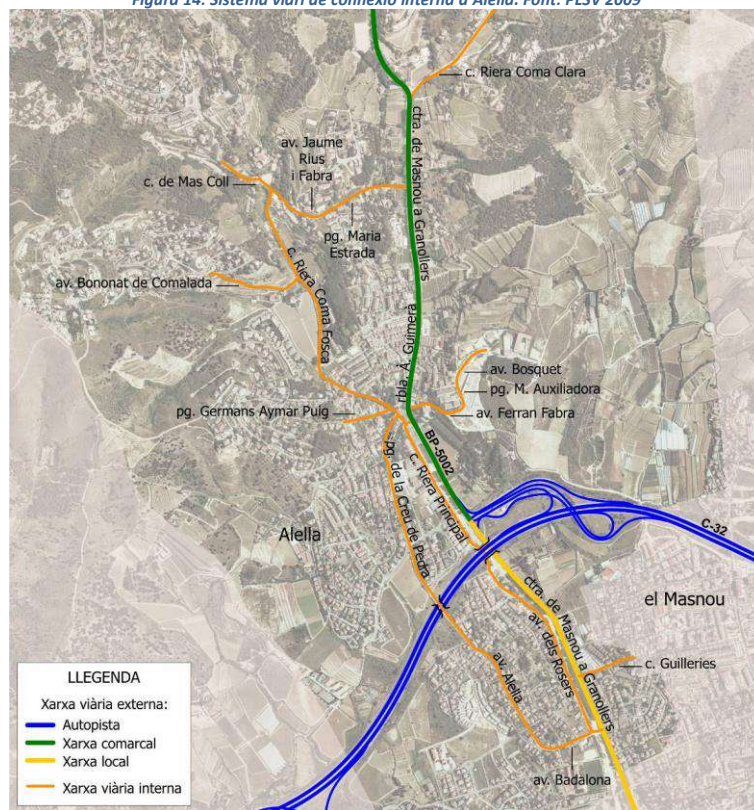 Figura 14. Sistema viari de connexió interna a Alella. Font: PLSV 2009
c. Riera Coma Clara
ctra. de Masnou a Granollers
av. Jaume
Rius
i Fabra
c. de Mas Coll
pg. Maria
Estrada
c. Riera Coma Fosca
av. Bononat de Comalada
rbla. À. Guimerà
av. Bosquet
pg. M. Auxiliadora
av. Ferran Fabra
pg. Germans Aymar Puig
BP-5002
c. Riera Principal
pg. de la Creu de Pedra
C-32
Alella
el Masnou
ctra. de Masnou a Granollers
av. dels Rosers
c. Guilleries
av. Alella
av. Badalona
LLEGENDA
Xarxa viària externa:
Autopista
Xarxa comarcal
Xarxa local
Xarxa viària interna